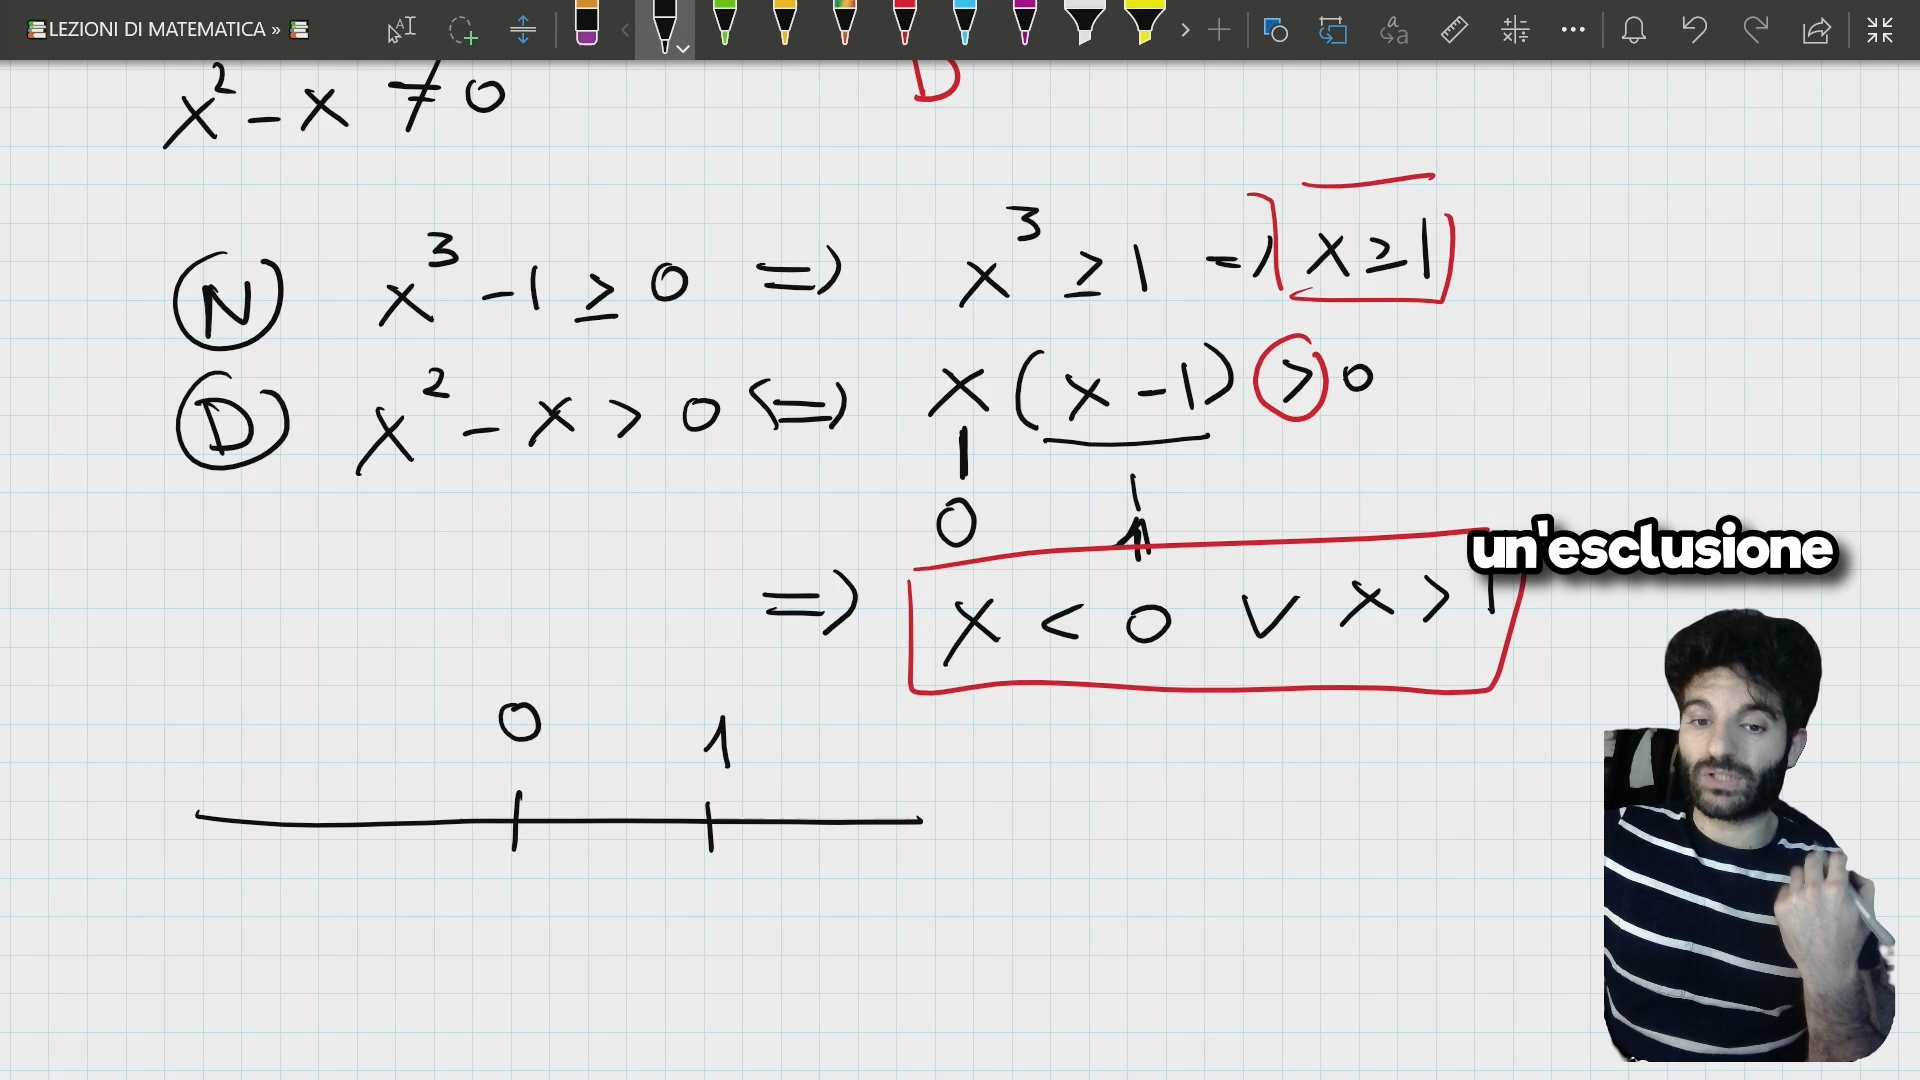 LEZIONI DI MATEMATICA »
x² - x ≠ 0
D
N x³ - 1 ≥ 0 => x³ ≥ 1 => x ≥ 1
D x² - x > 0 <=> x (x - 1) > 0
0 1
un'esclusione
=> x < 0 ∨ x > 1
0 1